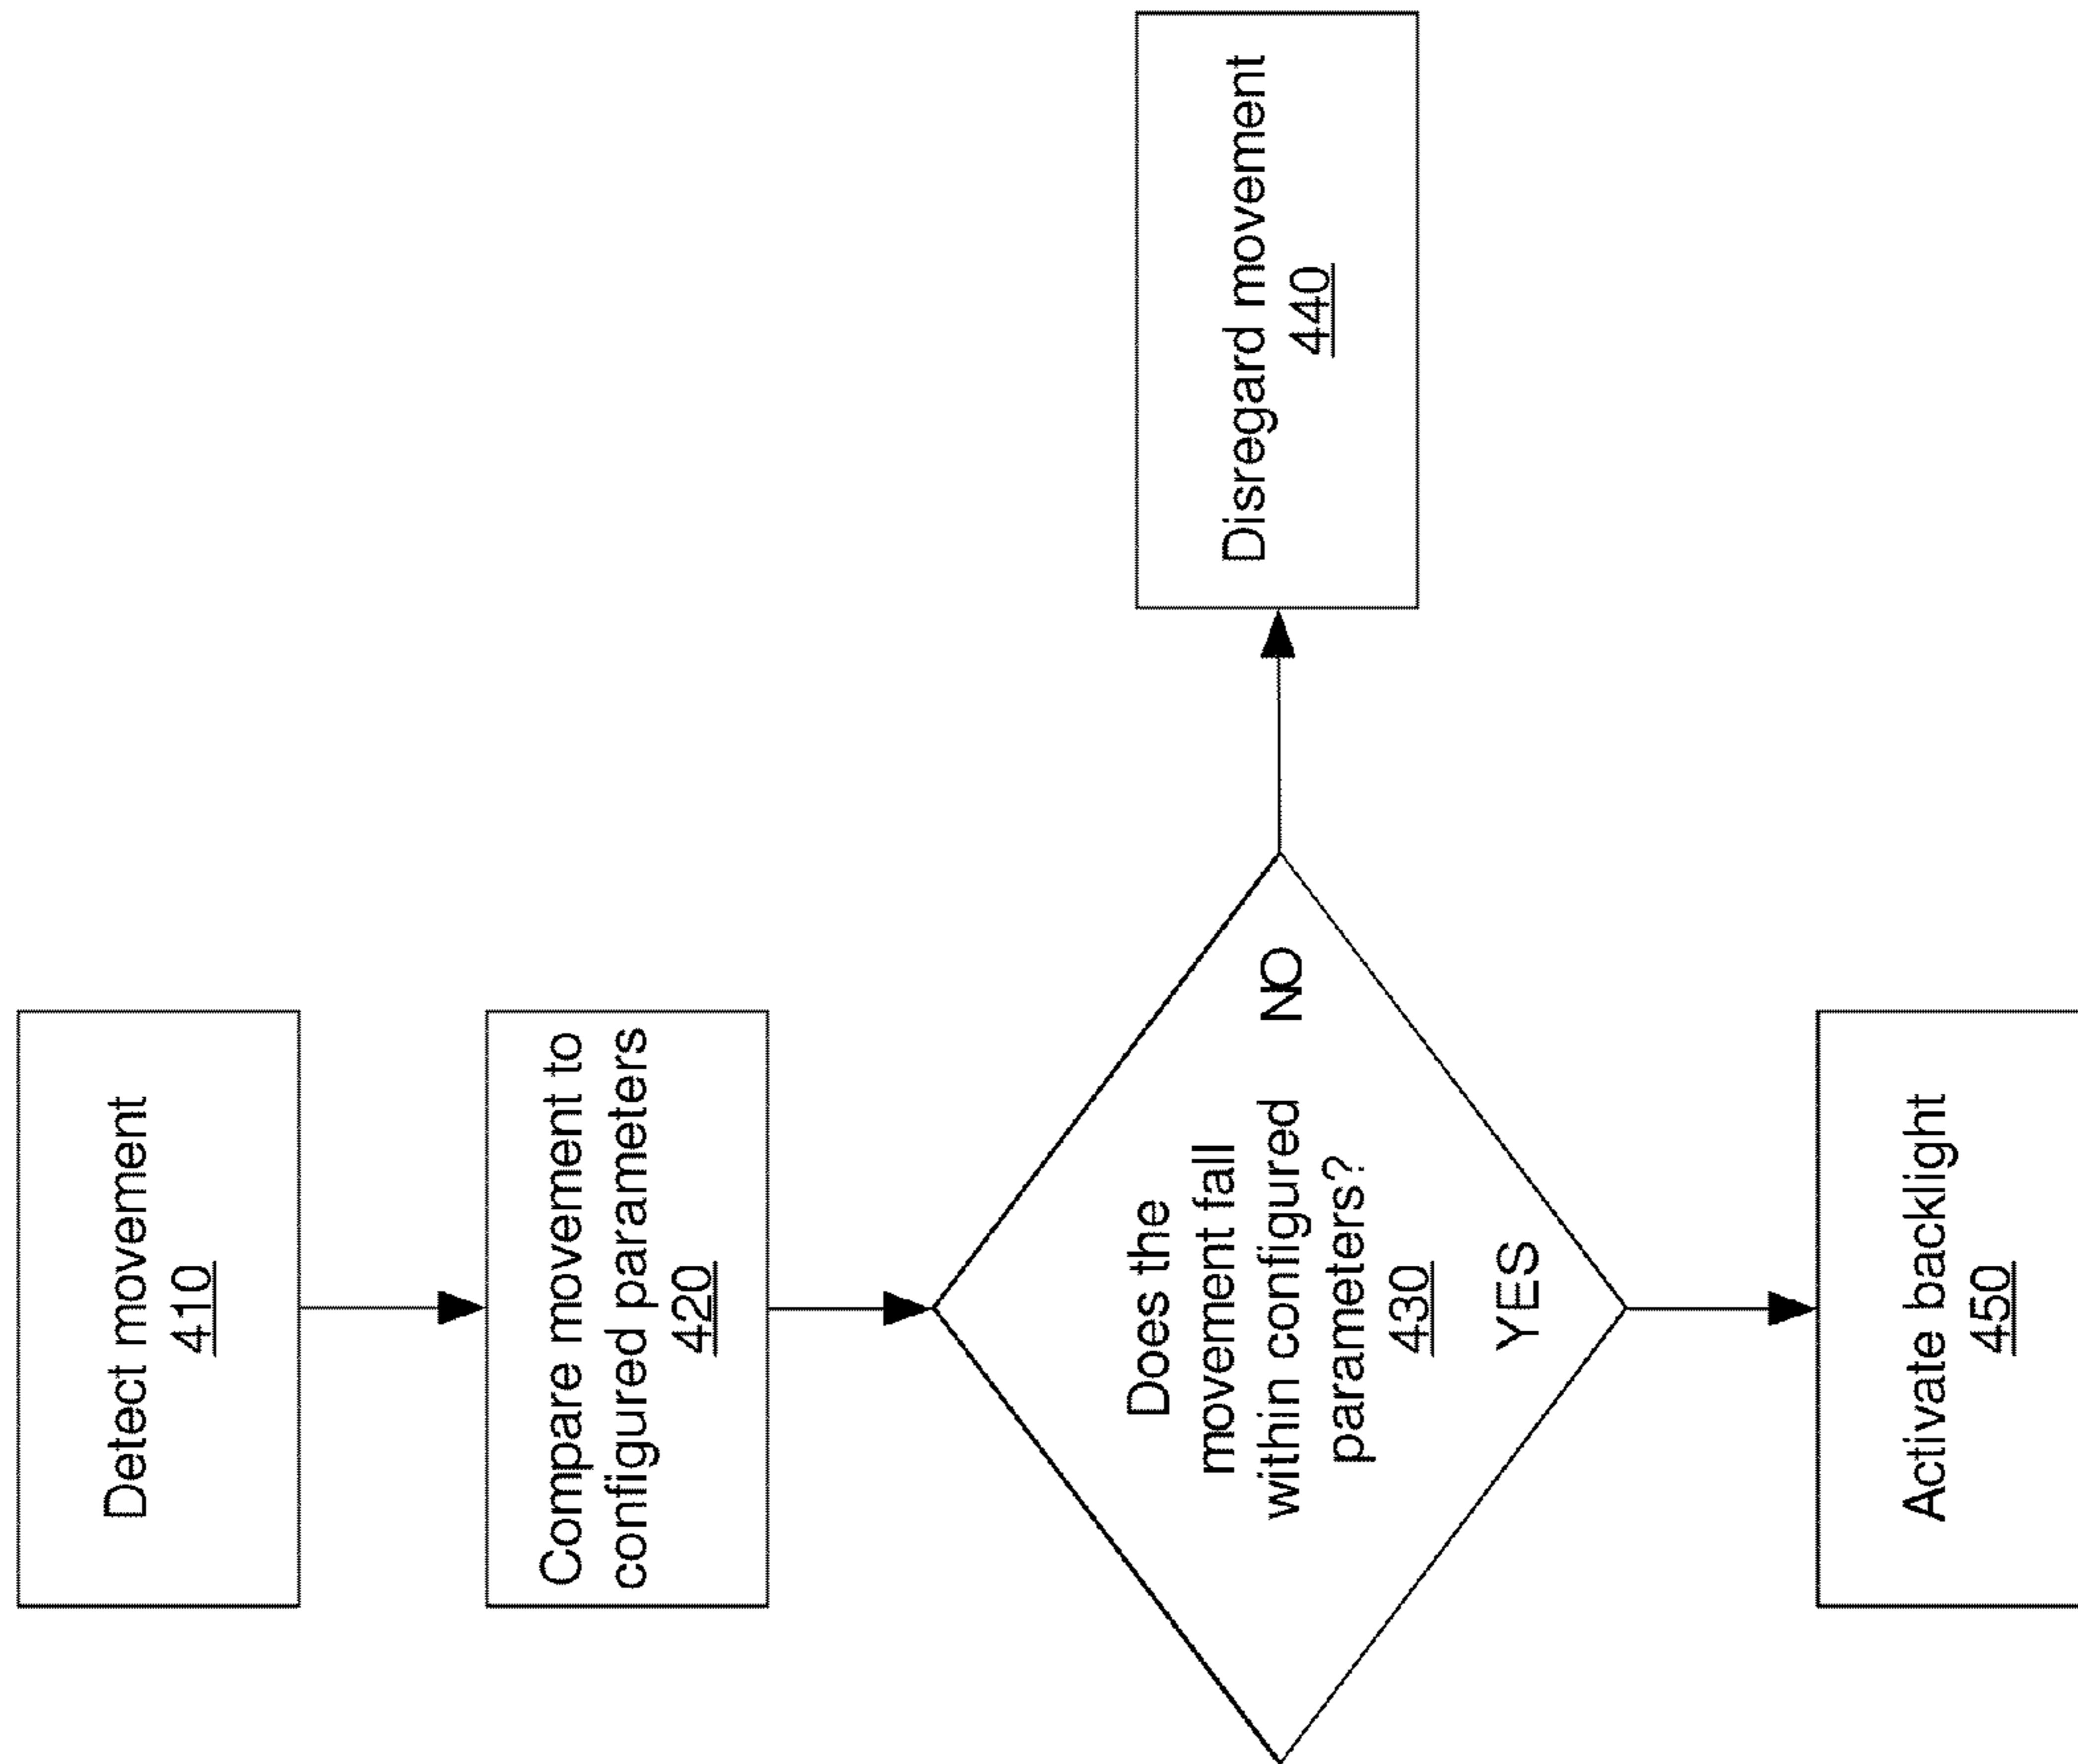 Detect movement
410
Compare movement to
configured parameters
420
Does the
movement fall
within configured
parameters?
430
NO
YES
Disregard movement
440
Activate backlight
450